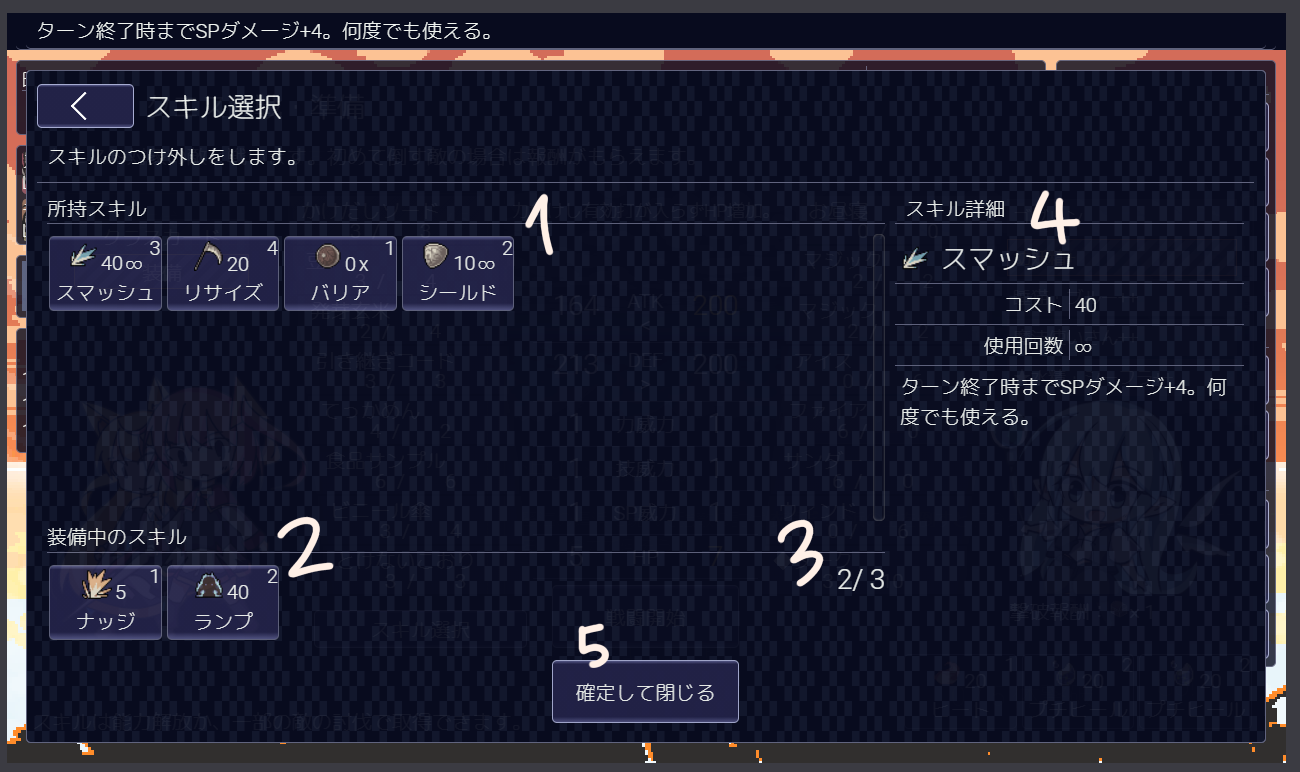 ターン終了時までSPダメージ+4。何度でも使える。
スキル選択
スキルのつけ外しをします。
所持スキル
1
3
40∞
スマッシュ
4
20
リサイズ
1
0x
バリア
2
10∞
シールド
スキル詳細
4
スマッシュ
コスト 40
使用回数 ∞
ターン終了時までSPダメージ+4。何
度でも使える。
装備中のスキル
2
1
5
ナッジ
2
40
ランプ
3
2/ 3
5
確定して閉じる